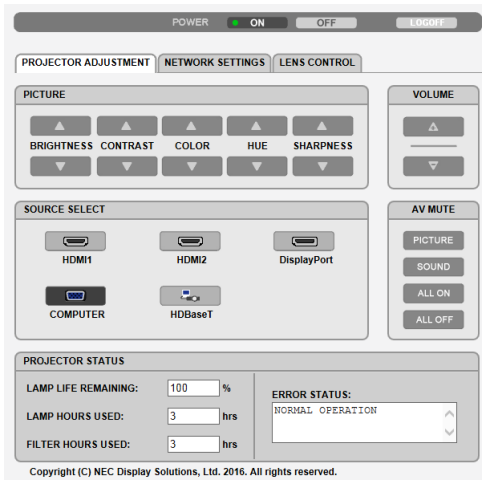 POWER ON OFF LOGOFF
PROJECTOR ADJUSTMENT NETWORK SETTINGS LENS CONTROL
PICTURE VOLUME
BRIGHTNESS CONTRAST COLOR HUE SHARPNESS
SOURCE SELECT AV MUTE
PICTURE
HDMI1 HDMI2 DisplayPort
SOUND
ALL ON
COMPUTER HDBaseT
ALL OFF
PROJECTOR STATUS
LAMP LIFE REMAINING: 100 %
ERROR STATUS:
NORMAL OPERATION
LAMP HOURS USED: 3 hrs
FILTER HOURS USED: 3 hrs
Copyright (C) NEC Display Solutions, Ltd. 2016. All rights reserved.